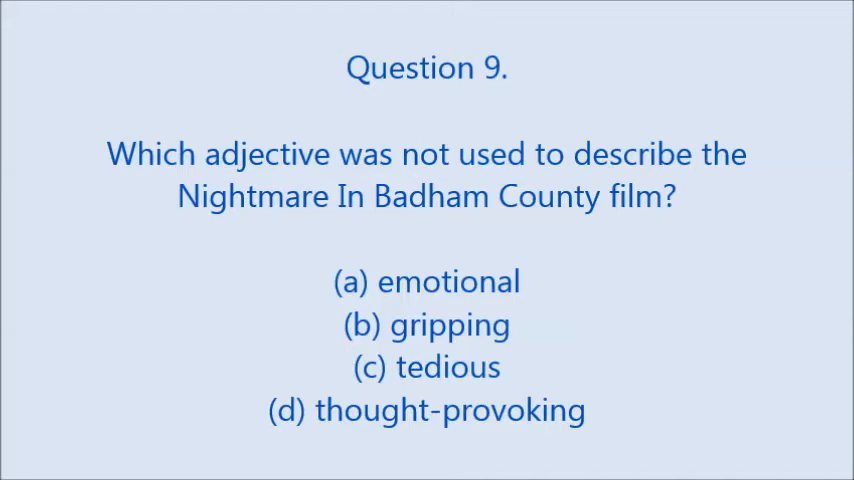 Question 9.
Which adjective was not used to describe the
Nightmare In Badham County film?
(a) emotional
(b) gripping
(c) tedious
(d) thought-provoking